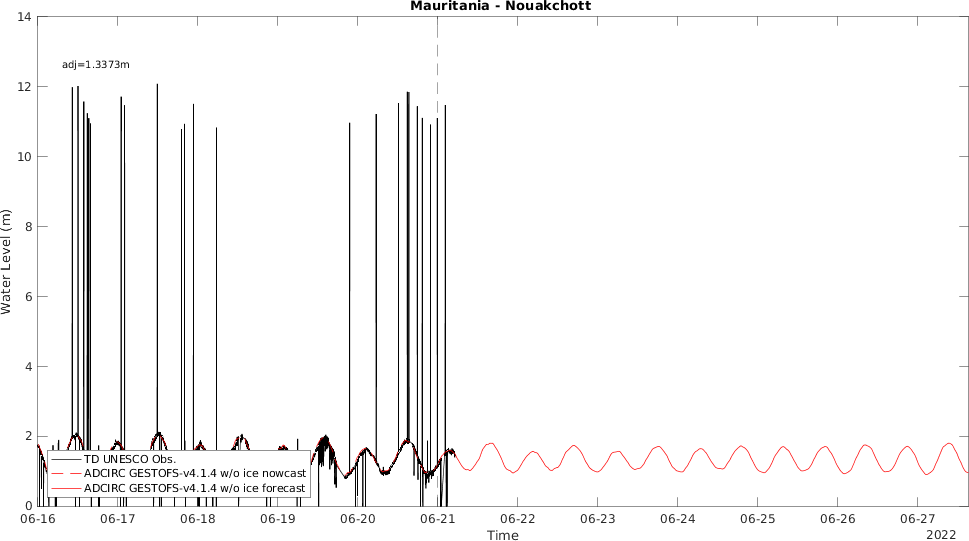 Mauritania - Nouakchott
14
adj=1.3373m
12
10
8
6
4
2
0
Water Level (m)
TD UNESCO Obs.
ADCIRC GESTOFS-v4.1.4 w/o ice nowcast
ADCIRC GESTOFS-v4.1.4 w/o ice forecast
06-16 06-17 06-18 06-19 06-20 06-21 06-22 06-23 06-24 06-25 06-26 06-27
Time
2022